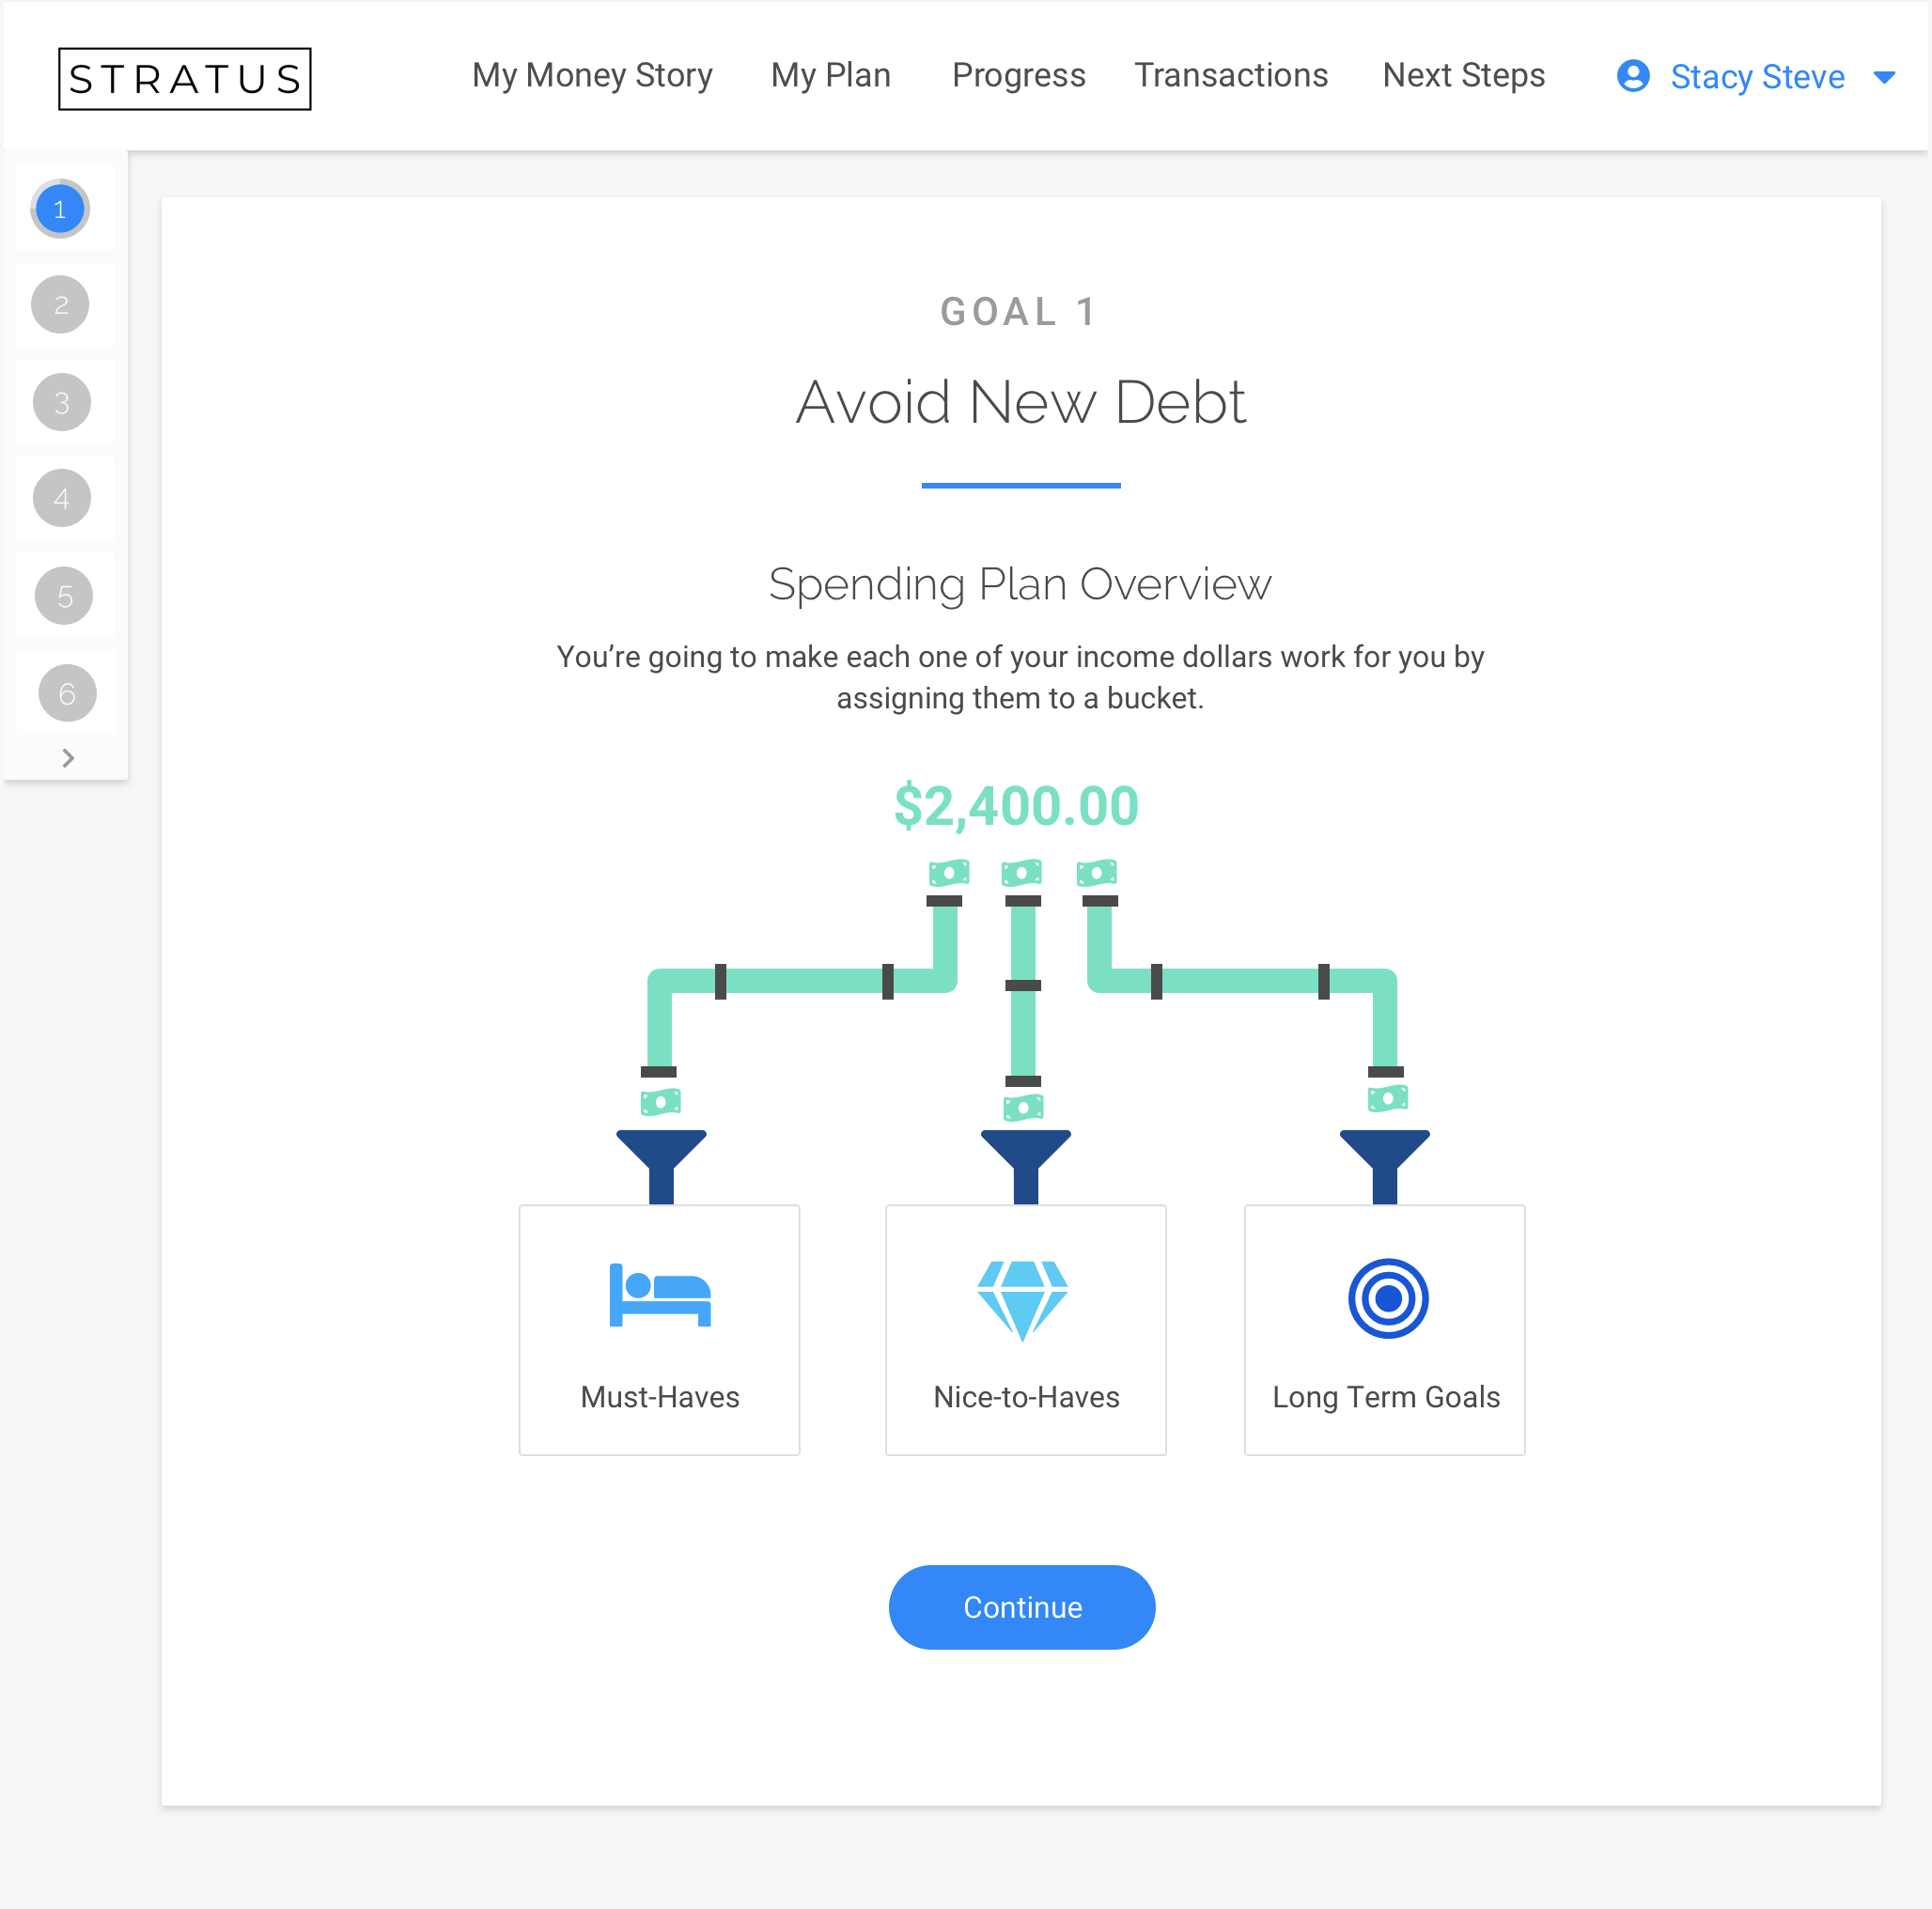 STRATUS
My Money Story
My Plan
Progress
Transactions
Next Steps
Stacy Steve
1
2
3
4
5
6
GOAL 1
Avoid New Debt
Spending Plan Overview
You’re going to make each one of your income dollars work for you by
assigning them to a bucket.
$2,400.00
Must-Haves
Nice-to-Haves
Long Term Goals
Continue